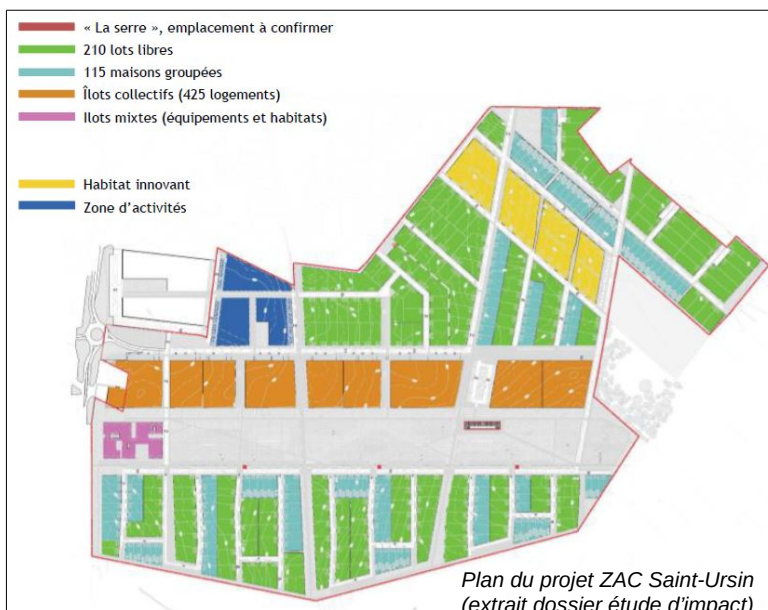 « La serre », emplacement à confirmer
210 lots libres
115 maisons groupées
Îlots collectifs (425 logements)
Ilots mixtes (équipements et habitats)
Habitat innovant
Zone d'activités
Plan du projet ZAC Saint-Ursin
(extrait dossier étude d'impact)